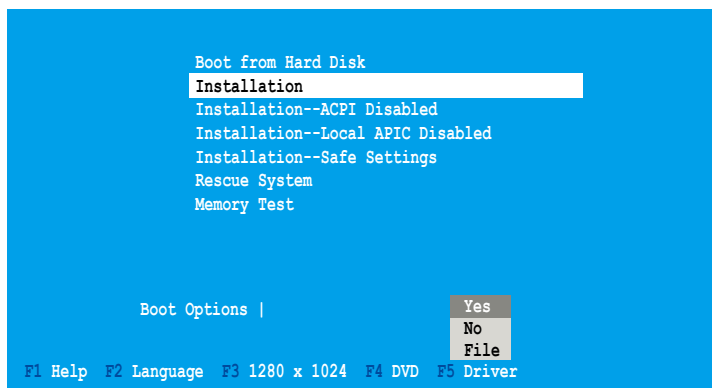 Boot from Hard Disk
Installation
Installation--ACPI Disabled
Installation--Local APIC Disabled
Installation--Safe Settings
Rescue System
Memory Test
Boot Options |
Yes
No
File
F1 Help F2 Language F3 1280 x 1024 F4 DVD F5 Driver